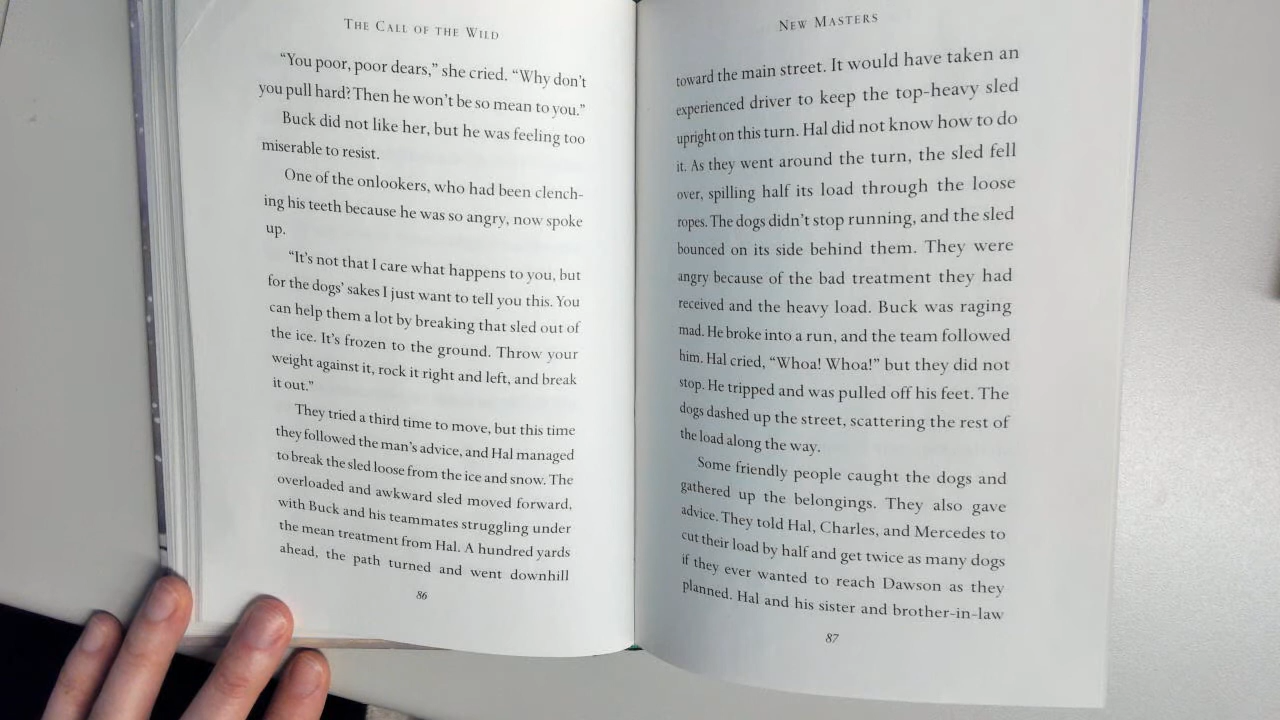 THE CALL OF THE WILD
“You poor, poor dears,” she cried. “Why don’t
you pull hard? Then he won’t be so mean to you.”
Buck did not like her, but he was feeling too
miserable to resist.
One of the onlookers, who had been clench-
ing his teeth because he was so angry, now spoke
up.
“It’s not that I care what happens to you, but
for the dogs’ sakes I just want to tell you this. You
can help them a lot by breaking that sled out of
the ice. It’s frozen to the ground. Throw your
weight against it, rock it right and left, and break
it out.”
They tried a third time to move, but this time
they followed the man’s advice, and Hal managed
to break the sled loose from the ice and snow. The
overloaded and awkward sled moved forward,
with Buck and his teammates struggling under
the mean treatment from Hal. A hundred yards
ahead, the path turned and went downhill
86
NEW MASTERS
toward the main street. It would have taken an
experienced driver to keep the top-heavy sled
upright on this turn. Hal did not know how to do
it. As they went around the turn, the sled fell
over, spilling half its load through the loose
ropes. The dogs didn’t stop running, and the sled
bounced on its side behind them. They were
angry because of the bad treatment they had
received and the heavy load. Buck was raging
mad. He broke into a run, and the team followed
him. Hal cried, “Whoa! Whoa!” but they did not
stop. He tripped and was pulled off his feet. The
dogs dashed up the street, scattering the rest of
the load along the way.
Some friendly people caught the dogs and
gathered up the belongings. They also gave
advice. They told Hal, Charles, and Mercedes to
cut their load by half and get twice as many dogs
if they ever wanted to reach Dawson as they
planned. Hal and his sister and brother-in-law
87